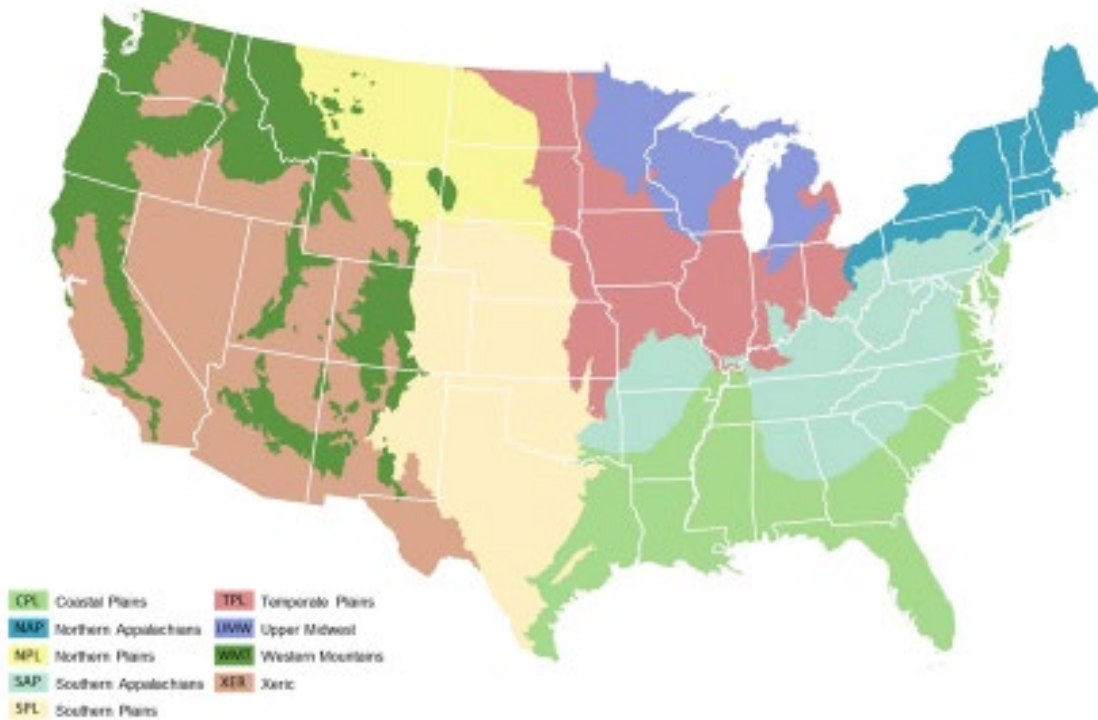 CPL Coastal Plains
NAP Northern Appalachians
NPL Northern Plains
SAP Southern Appalachians
SPL Southern Plains
TPL Temperate Plains
UMW Upper Midwest
WMT Western Mountains
XER Xeric